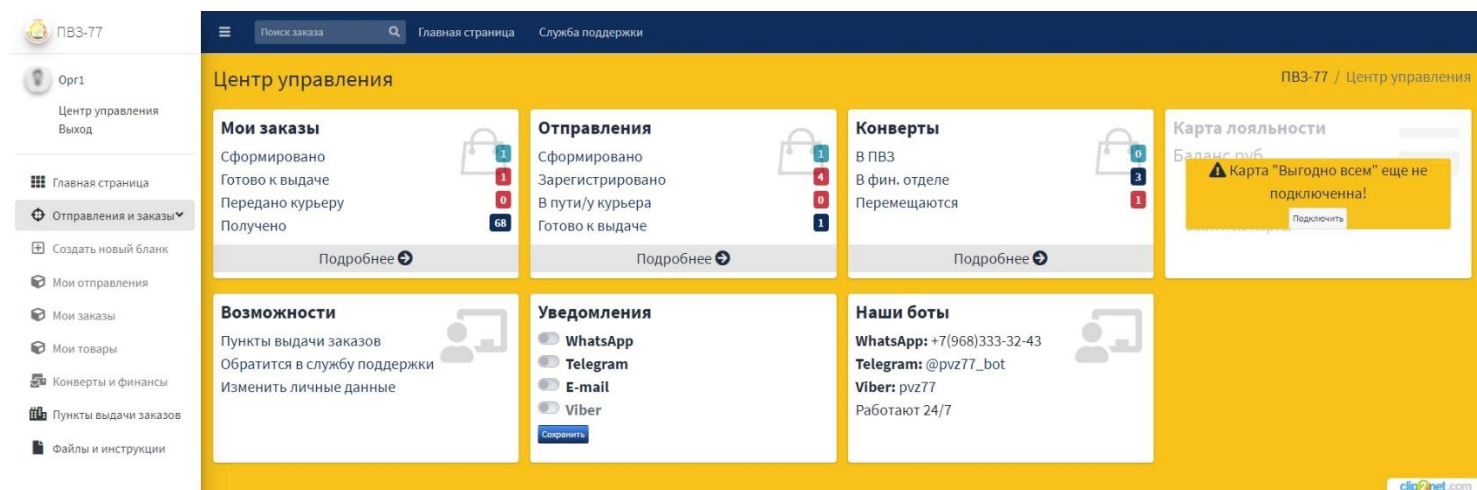 ПВЗ-77
Поиск заказа
Главная страница
Служба поддержки
Opr1
Центр управления
Выход
Главная страница
Отправления и заказы
Создать новый бланк
Мои отправления
Мои заказы
Мои товары
Конверты и финансы
Пункты выдачи заказов
Файлы и инструкции
Центр управления
ПВЗ-77 / Центр управления
Мои заказы
Сформировано 1
Готово к выдаче 1
Передано курьеру 0
Получено 68
Подробнее
Отправления
Сформировано 1
Зарегистрировано 4
В пути/у курьера 0
Готово к выдаче 1
Подробнее
Конверты
В ПВЗ 0
В фин. отделе 3
Перемещаются 1
Подробнее
Карта лояльности
Баланс руб
Карта "Выгодно всем" еще не
подключенна!
Подключить
Возможности
Пункты выдачи заказов
Обратится в службу поддержки
Изменить личные данные
Уведомления
WhatsApp
Telegram
E-mail
Viber
Сохранить
Наши боты
WhatsApp: +7(968)333-32-43
Telegram: @pvz77_bot
Viber: pvz77
Работают 24/7
clip2net.com